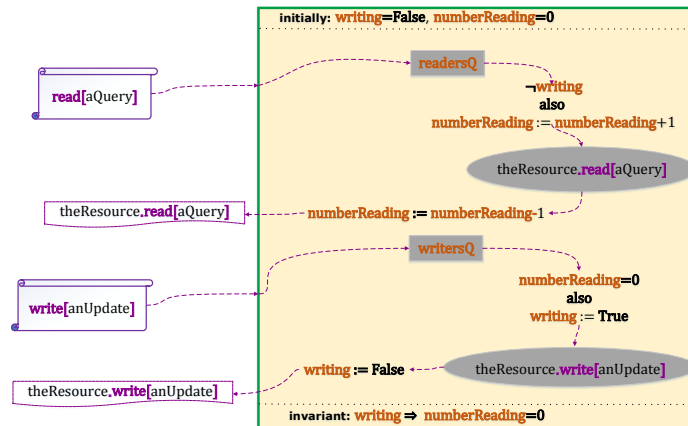 initially: writing=False, numberReading=0
readersQ
read[aQuery]
¬writing
also
numberReading := numberReading+1
theResource.read[aQuery]
theResource.read[aQuery]
numberReading := numberReading-1
writersQ
write[anUpdate]
numberReading=0
also
writing := True
theResource.write[anUpdate]
writing := False
theResource.write[anUpdate]
invariant: writing ⇒ numberReading=0